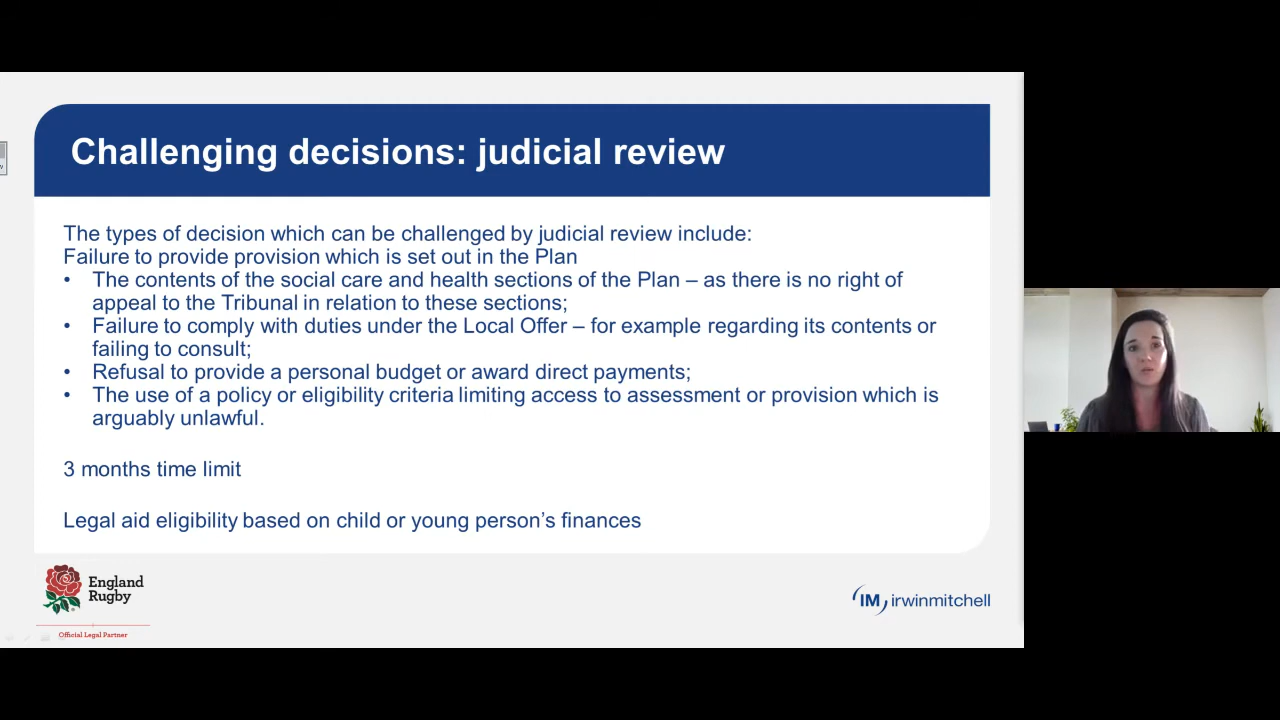 Challenging decisions: judicial review
The types of decision which can be challenged by judicial review include:
Failure to provide provision which is set out in the Plan
• The contents of the social care and health sections of the Plan – as there is no right of
appeal to the Tribunal in relation to these sections;
• Failure to comply with duties under the Local Offer – for example regarding its contents or
failing to consult;
• Refusal to provide a personal budget or award direct payments;
• The use of a policy or eligibility criteria limiting access to assessment or provision which is
arguably unlawful.
3 months time limit
Legal aid eligibility based on child or young person’s finances
England
Rugby
Official Legal Partner
IM irwinmitchell